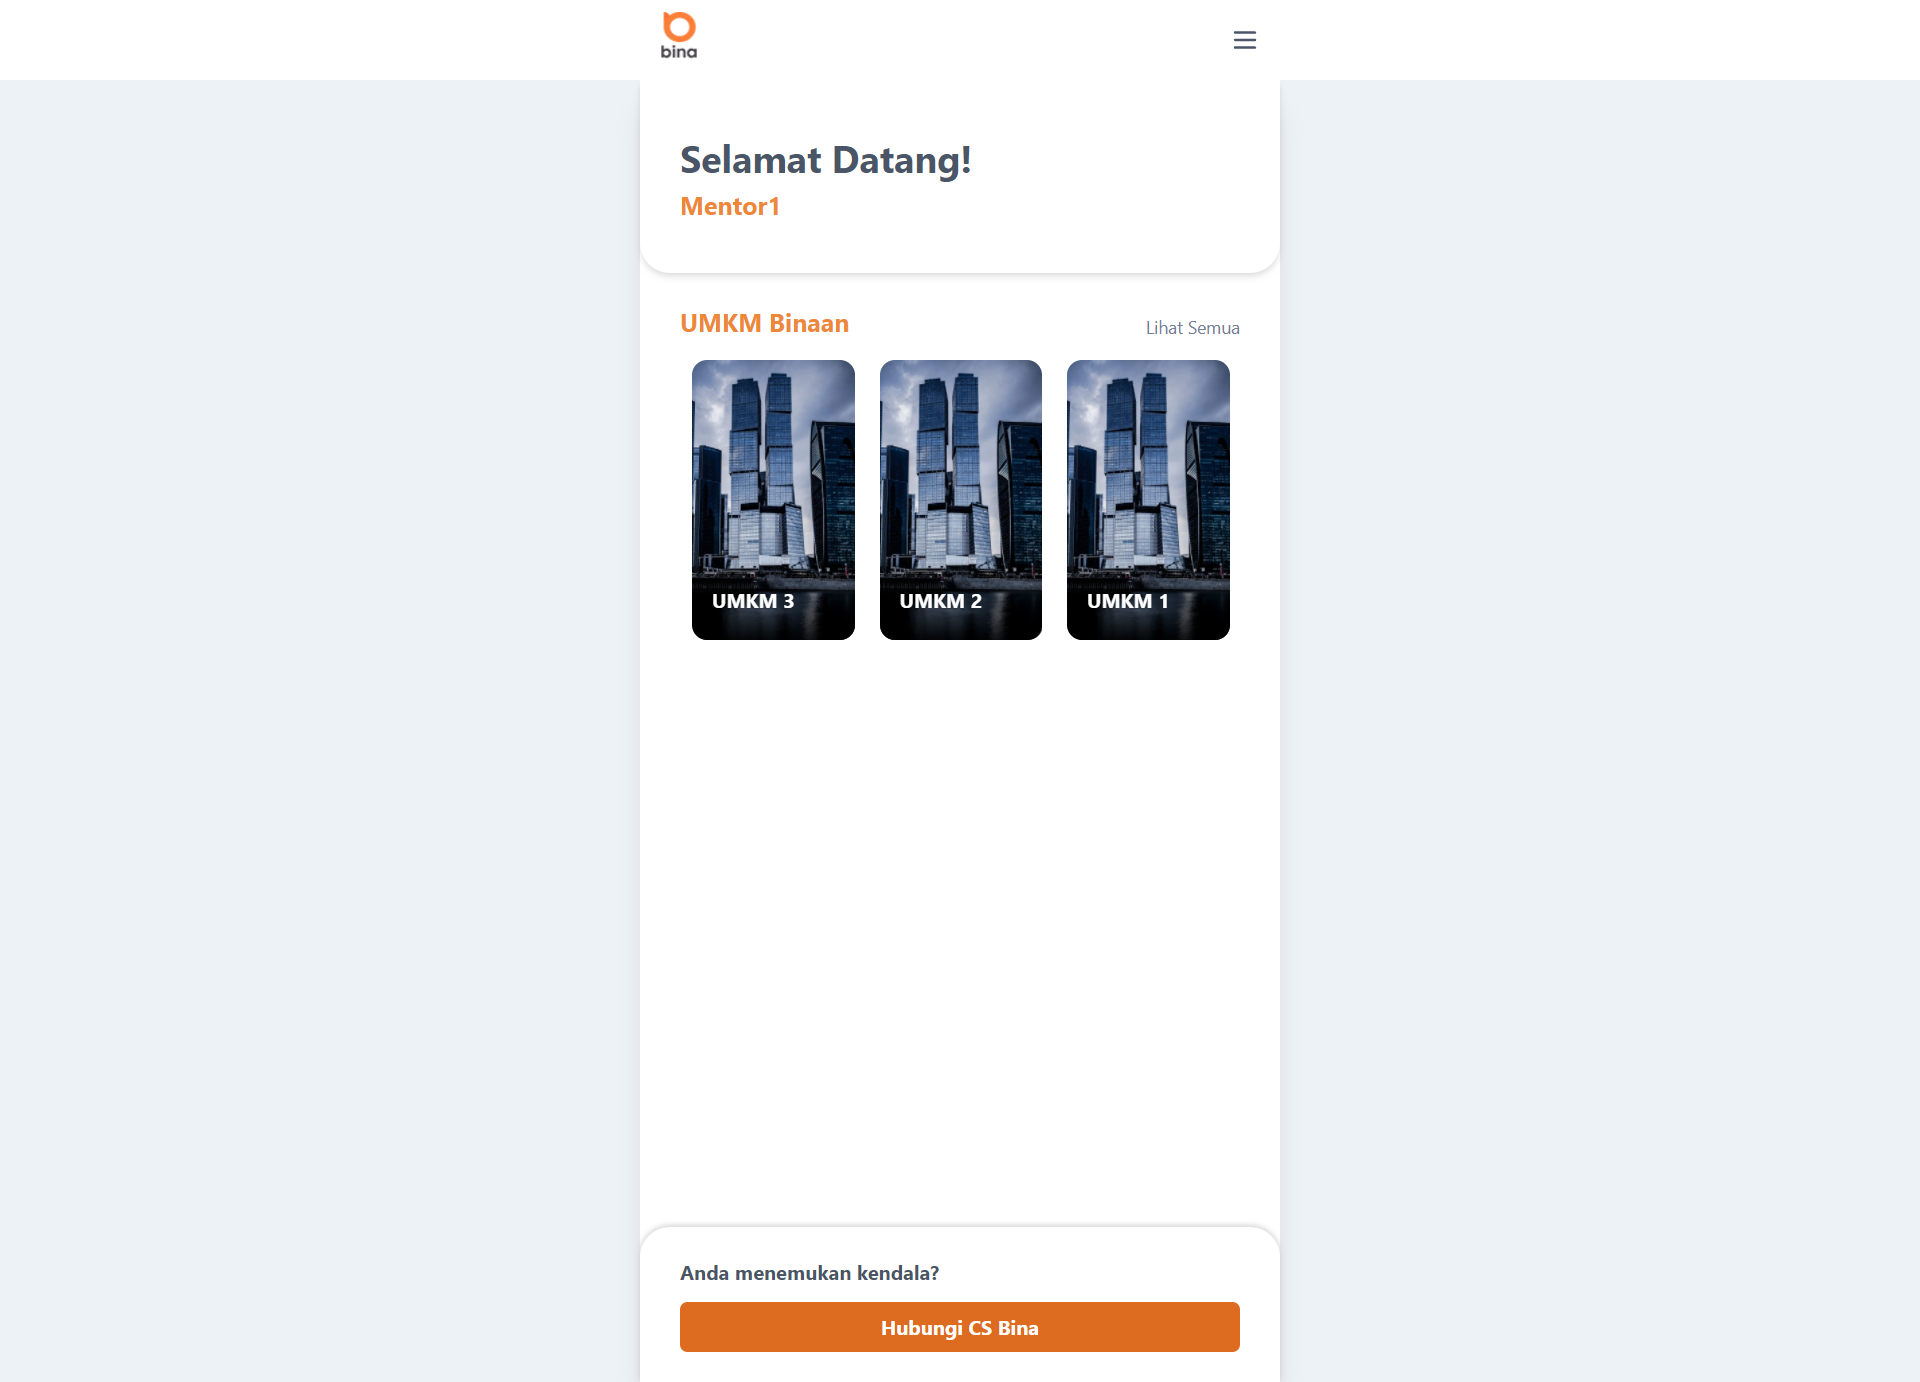 bina
Selamat Datang!
Mentor1
UMKM Binaan
Lihat Semua
UMKM 3
UMKM 2
UMKM 1
Anda menemukan kendala?
Hubungi CS Bina